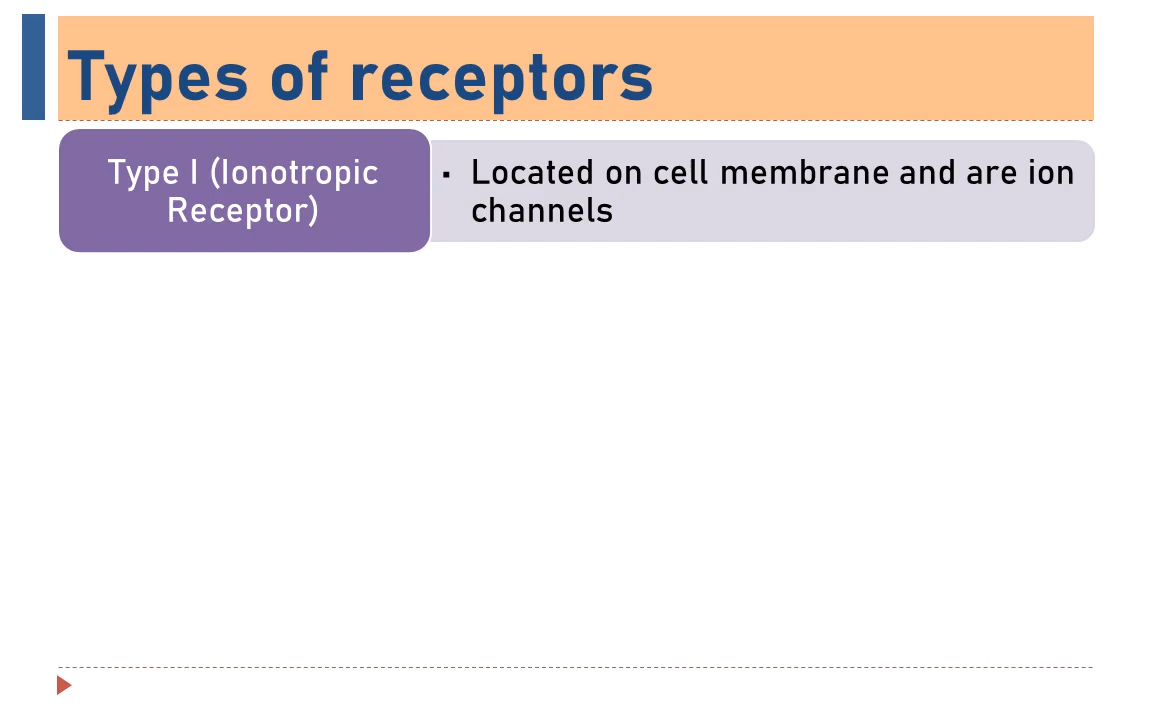 Types of receptors
Type I (Ionotropic
Receptor)
▪ Located on cell membrane and are ion
channels